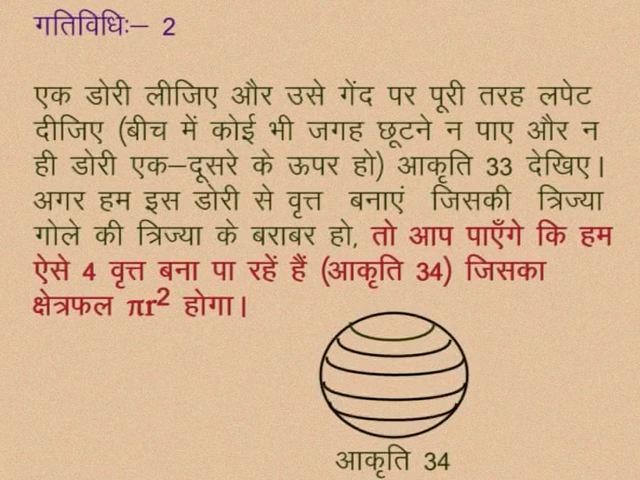 गतिविधिः– 2
एक डोरी लीजिए और उसे गेंद पर पूरी तरह लपेट
दीजिए (बीच में कोई भी जगह छूटने न पाए और न
ही डोरी एक–दूसरे के ऊपर हो) आकृति 33 देखिए।
अगर हम इस डोरी से वृत्त बनाएं जिसकी त्रिज्या
गोले की त्रिज्या के बराबर हो, तो आप पाएँगे कि हम
ऐसे 4 वृत्त बना पा रहें हैं (आकृति 34) जिसका
क्षेत्रफल πr² होगा।
आकृति 34